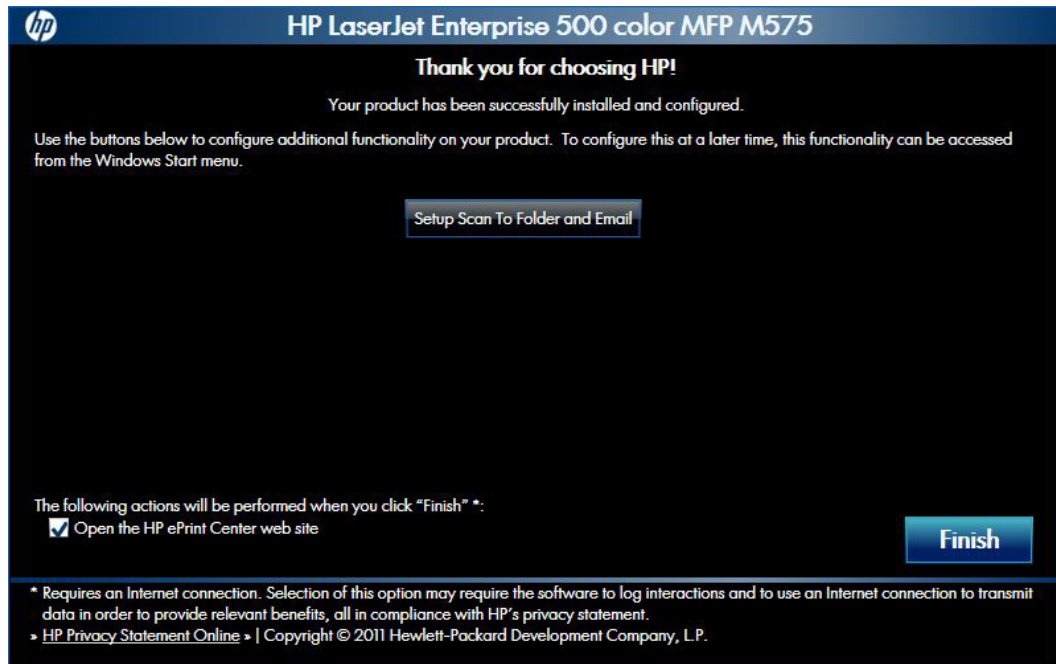 hp
HP LaserJet Enterprise 500 color MFP M575
Thank you for choosing HP!
Your product has been successfully installed and configured.
Use the buttons below to configure additional functionality on your product.  To configure this at a later time, this functionality can be accessed
from the Windows Start menu.
Setup Scan To Folder and Email
The following actions will be performed when you click “Finish” *:
Open the HP ePrint Center web site
Finish
* Requires an Internet connection. Selection of this option may require the software to log interactions and to use an Internet connection to transmit
data in order to provide relevant benefits, all in compliance with HP’s privacy statement.
» HP Privacy Statement Online » | Copyright © 2011 Hewlett-Packard Development Company, L.P.